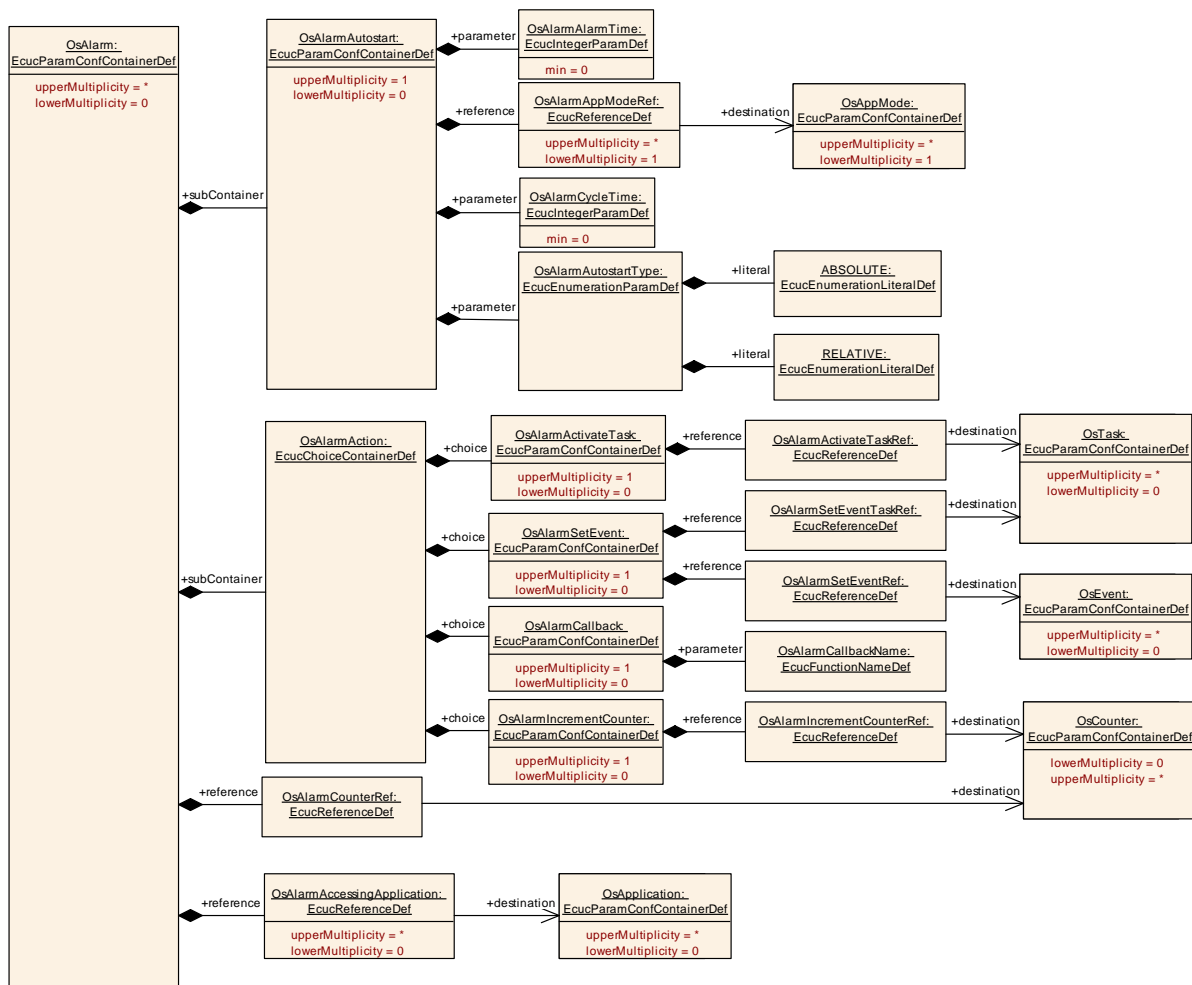 OsAlarm:
EcucParamConfContainerDef
upperMultiplicity = *
lowerMultiplicity = 0
+subContainer
OsAlarmAutostart:
EcucParamConfContainerDef
upperMultiplicity = 1
lowerMultiplicity = 0
+parameter
OsAlarmAlarmTime:
EcucIntegerParamDef
min = 0
+reference
OsAlarmAppModeRef:
EcucReferenceDef
upperMultiplicity = *
lowerMultiplicity = 1
+destination
OsAppMode:
EcucParamConfContainerDef
upperMultiplicity = *
lowerMultiplicity = 1
+parameter
OsAlarmCycleTime:
EcucIntegerParamDef
min = 0
+parameter
OsAlarmAutostartType:
EcucEnumerationParamDef
+literal
ABSOLUTE:
EcucEnumerationLiteralDef
+literal
RELATIVE:
EcucEnumerationLiteralDef
+subContainer
OsAlarmAction:
EcucChoiceContainerDef
+choice
OsAlarmActivateTask:
EcucParamConfContainerDef
upperMultiplicity = 1
lowerMultiplicity = 0
+reference
OsAlarmActivateTaskRef:
EcucReferenceDef
+destination
OsTask:
EcucParamConfContainerDef
upperMultiplicity = *
lowerMultiplicity = 0
+choice
OsAlarmSetEvent:
EcucParamConfContainerDef
upperMultiplicity = 1
lowerMultiplicity = 0
+reference
OsAlarmSetEventTaskRef:
EcucReferenceDef
+destination
+reference
OsAlarmSetEventRef:
EcucReferenceDef
+destination
OsEvent:
EcucParamConfContainerDef
upperMultiplicity = *
lowerMultiplicity = 0
+choice
OsAlarmCallback:
EcucParamConfContainerDef
upperMultiplicity = 1
lowerMultiplicity = 0
+parameter
OsAlarmCallbackName:
EcucFunctionNameDef
+choice
OsAlarmIncrementCounter:
EcucParamConfContainerDef
upperMultiplicity = 1
lowerMultiplicity = 0
+reference
OsAlarmIncrementCounterRef:
EcucReferenceDef
+destination
OsCounter:
EcucParamConfContainerDef
lowerMultiplicity = 0
upperMultiplicity = *
+reference
OsAlarmCounterRef:
EcucReferenceDef
+destination
+reference
OsAlarmAccessingApplication:
EcucReferenceDef
upperMultiplicity = *
lowerMultiplicity = 0
+destination
OsApplication:
EcucParamConfContainerDef
upperMultiplicity = *
lowerMultiplicity = 0